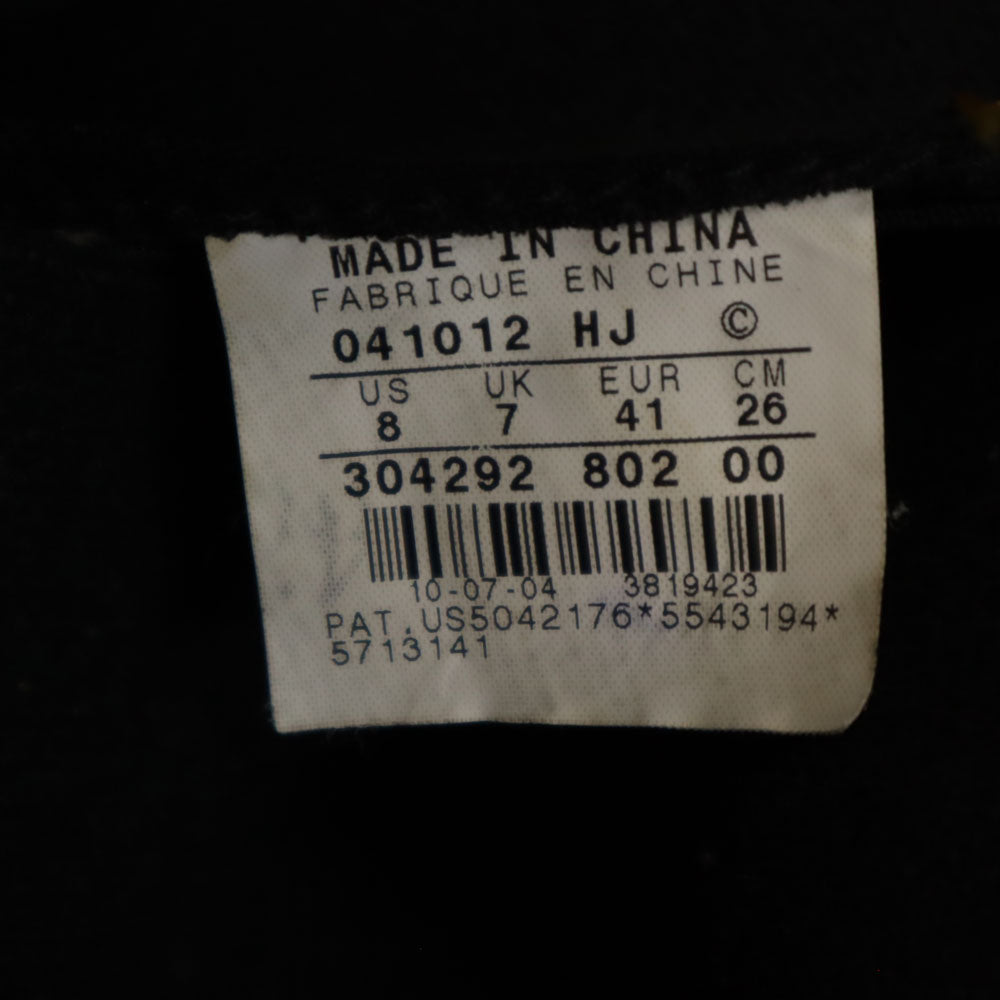 MADE IN CHINA
FABRIQUE EN CHINE
041012 HJ ©
US UK EUR CM
8 7 41 26
304292 802 00
10-07-04 3819423
PAT.US5042176*5543194*
5713141